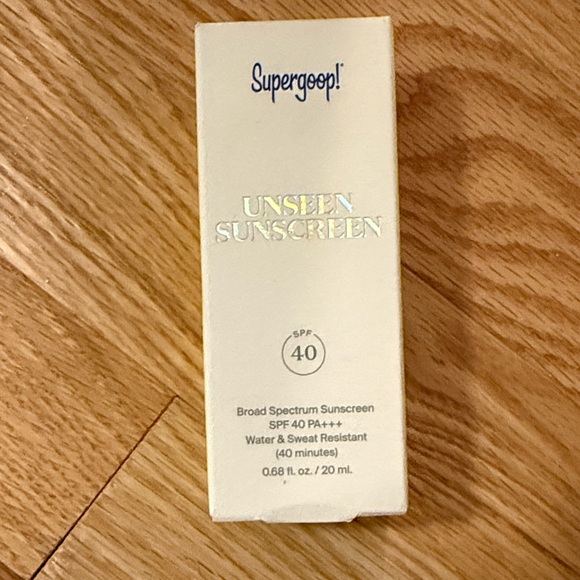 Supergoop!
UNSEEN
SUNSCREEN
SPF
40
Broad Spectrum Sunscreen
SPF 40 PA+++
Water & Sweat Resistant
(40 minutes)
0.68 fl. oz. / 20 ml.